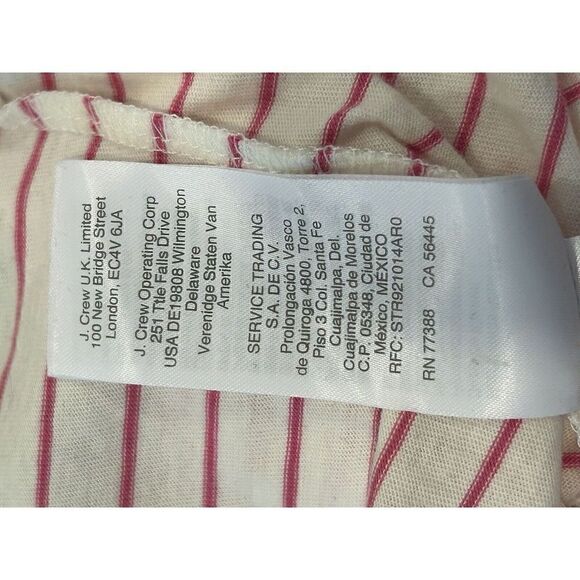 J. Crew U.K. Limited
100 New Bridge Street
London, EC4V 6JA
J. Crew Operating Corp
251 Ttle Falls Drive
USA DE19808 Willmington
Delaware
Verenidge Staten Van
Amerika
SERVICE TRADING
S.A. DE C.V.
Prolongación Vasco
de Quiroga 4800, Torre 2,
Piso 3 Col. Santa Fe
Cuajimalpa, Del.
Cuajimalpa de Morelos
C.P. 05348, Ciudad de
México, MÉXICO
RFC: STR921014AR0
RN 77388 CA 56445